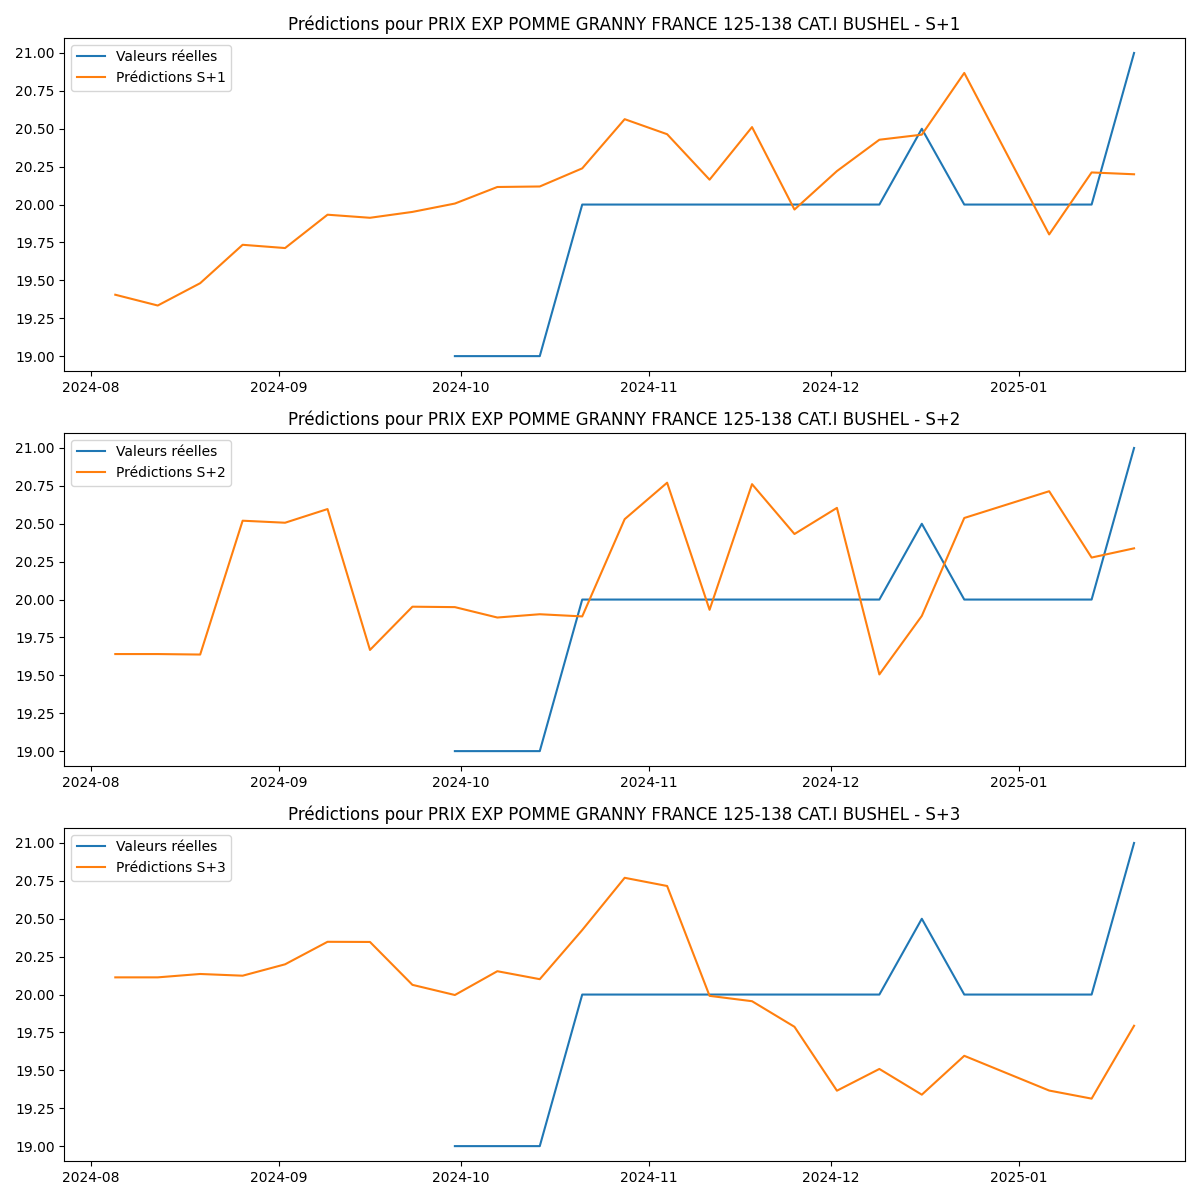 Prédictions pour PRIX EXP POMME GRANNY FRANCE 125-138 CAT.I BUSHEL - S+1
Valeurs réelles
Prédictions S+1
21.00
20.75
20.50
20.25
20.00
19.75
19.50
19.25
19.00
2024-08 2024-09 2024-10 2024-11 2024-12 2025-01
Prédictions pour PRIX EXP POMME GRANNY FRANCE 125-138 CAT.I BUSHEL - S+2
Valeurs réelles
Prédictions S+2
21.00
20.75
20.50
20.25
20.00
19.75
19.50
19.25
19.00
2024-08 2024-09 2024-10 2024-11 2024-12 2025-01
Prédictions pour PRIX EXP POMME GRANNY FRANCE 125-138 CAT.I BUSHEL - S+3
Valeurs réelles
Prédictions S+3
21.00
20.75
20.50
20.25
20.00
19.75
19.50
19.25
19.00
2024-08 2024-09 2024-10 2024-11 2024-12 2025-01